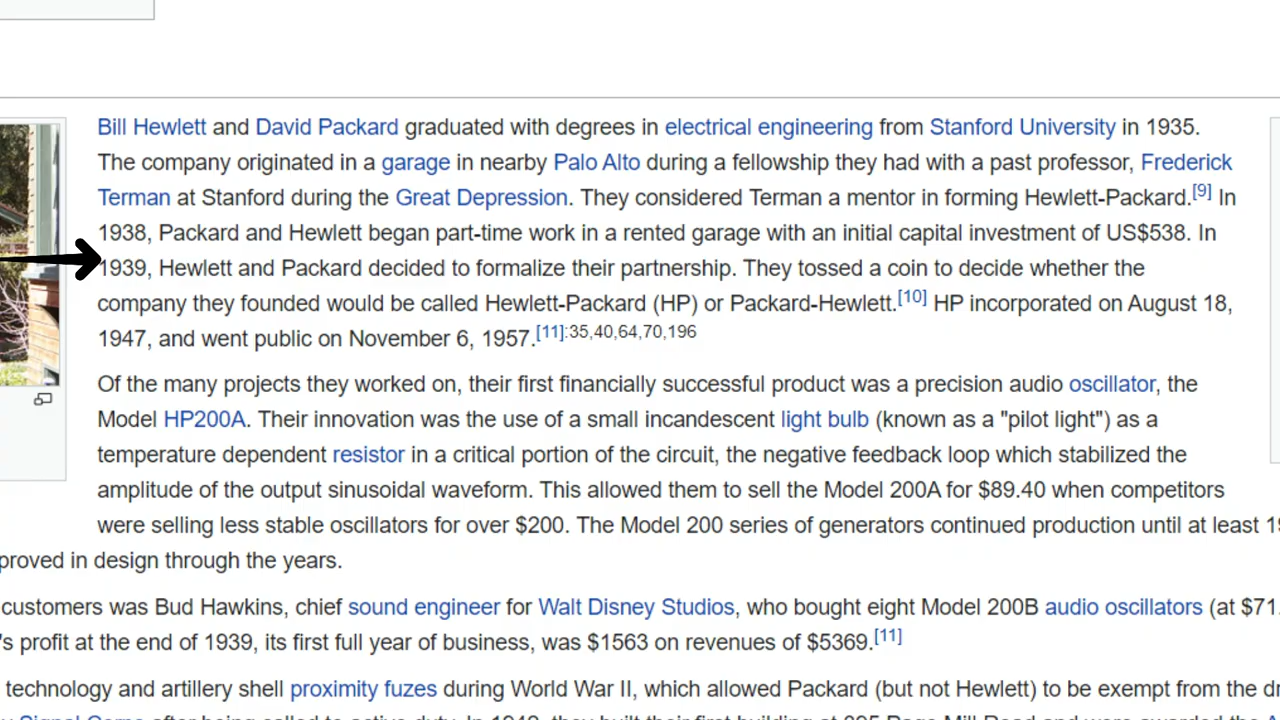 Bill Hewlett and David Packard graduated with degrees in electrical engineering from Stanford University in 1935.
The company originated in a garage in nearby Palo Alto during a fellowship they had with a past professor, Frederick
Terman at Stanford during the Great Depression. They considered Terman a mentor in forming Hewlett-Packard.[9] In
1938, Packard and Hewlett began part-time work in a rented garage with an initial capital investment of US$538. In
1939, Hewlett and Packard decided to formalize their partnership. They tossed a coin to decide whether the
company they founded would be called Hewlett-Packard (HP) or Packard-Hewlett.[10] HP incorporated on August 18,
1947, and went public on November 6, 1957.[11]:35,40,64,70,196
Of the many projects they worked on, their first financially successful product was a precision audio oscillator, the
Model HP200A. Their innovation was the use of a small incandescent light bulb (known as a "pilot light") as a
temperature dependent resistor in a critical portion of the circuit, the negative feedback loop which stabilized the
amplitude of the output sinusoidal waveform. This allowed them to sell the Model 200A for $89.40 when competitors
were selling less stable oscillators for over $200. The Model 200 series of generators continued production until at least
proved in design through the years.
customers was Bud Hawkins, chief sound engineer for Walt Disney Studios, who bought eight Model 200B audio oscillators (at $71.
's profit at the end of 1939, its first full year of business, was $1563 on revenues of $5369.[11]
technology and artillery shell proximity fuzes during World War II, which allowed Packard (but not Hewlett) to be exempt from the